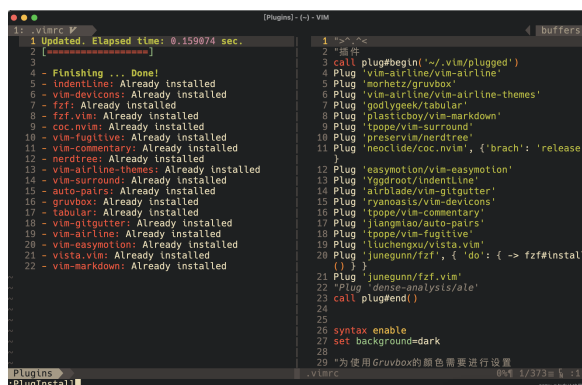 [Plugins] - (~) - VIM
1: .vimrc
buffers
1 Updated. Elapsed time: 0.159074 sec.
2 [====================]
3
4 - Finishing ... Done!
5 - indentLine: Already installed
6 - vim-devicons: Already installed
7 - fzf: Already installed
8 - fzf.vim: Already installed
9 - coc.nvim: Already installed
10 - vim-fugitive: Already installed
11 - vim-commentary: Already installed
12 - nerdtree: Already installed
13 - vim-airline-themes: Already installed
14 - vim-surround: Already installed
15 - auto-pairs: Already installed
16 - gruvbox: Already installed
17 - tabular: Already installed
18 - vim-gitgutter: Already installed
19 - vim-airline: Already installed
20 - vim-easymotion: Already installed
21 - vista.vim: Already installed
22 - vim-markdown: Already installed
1 ">^.^<
2 "插件
3 call plug#begin('~/.vim/plugged')
4 Plug 'vim-airline/vim-airline'
5 Plug 'morhetz/gruvbox'
6 Plug 'vim-airline/vim-airline-themes'
7 Plug 'godlygeek/tabular'
8 Plug 'plasticboy/vim-markdown'
9 Plug 'tpope/vim-surround'
10 Plug 'preservim/nerdtree'
11 Plug 'neoclide/coc.nvim', {'brach': 'release'
}
12 Plug 'easymotion/vim-easymotion'
13 Plug 'Yggdroot/indentLine'
14 Plug 'airblade/vim-gitgutter'
15 Plug 'ryanoasis/vim-devicons'
16 Plug 'tpope/vim-commentary'
17 Plug 'jiangmiao/auto-pairs'
18 Plug 'tpope/vim-fugitive'
19 Plug 'liuchengxu/vista.vim'
20 Plug 'junegunn/fzf', { 'do': { -> fzf#install
() } }
21 Plug 'junegunn/fzf.vim'
22 "Plug 'dense-analysis/ale'
23 call plug#end()
24
25
26 syntax enable
27 set background=dark
28
29 "为使用Gruvbox的颜色需要进行设置
Plugins
.vimrc
0%¶ 1/373
:1
:PlugInstall